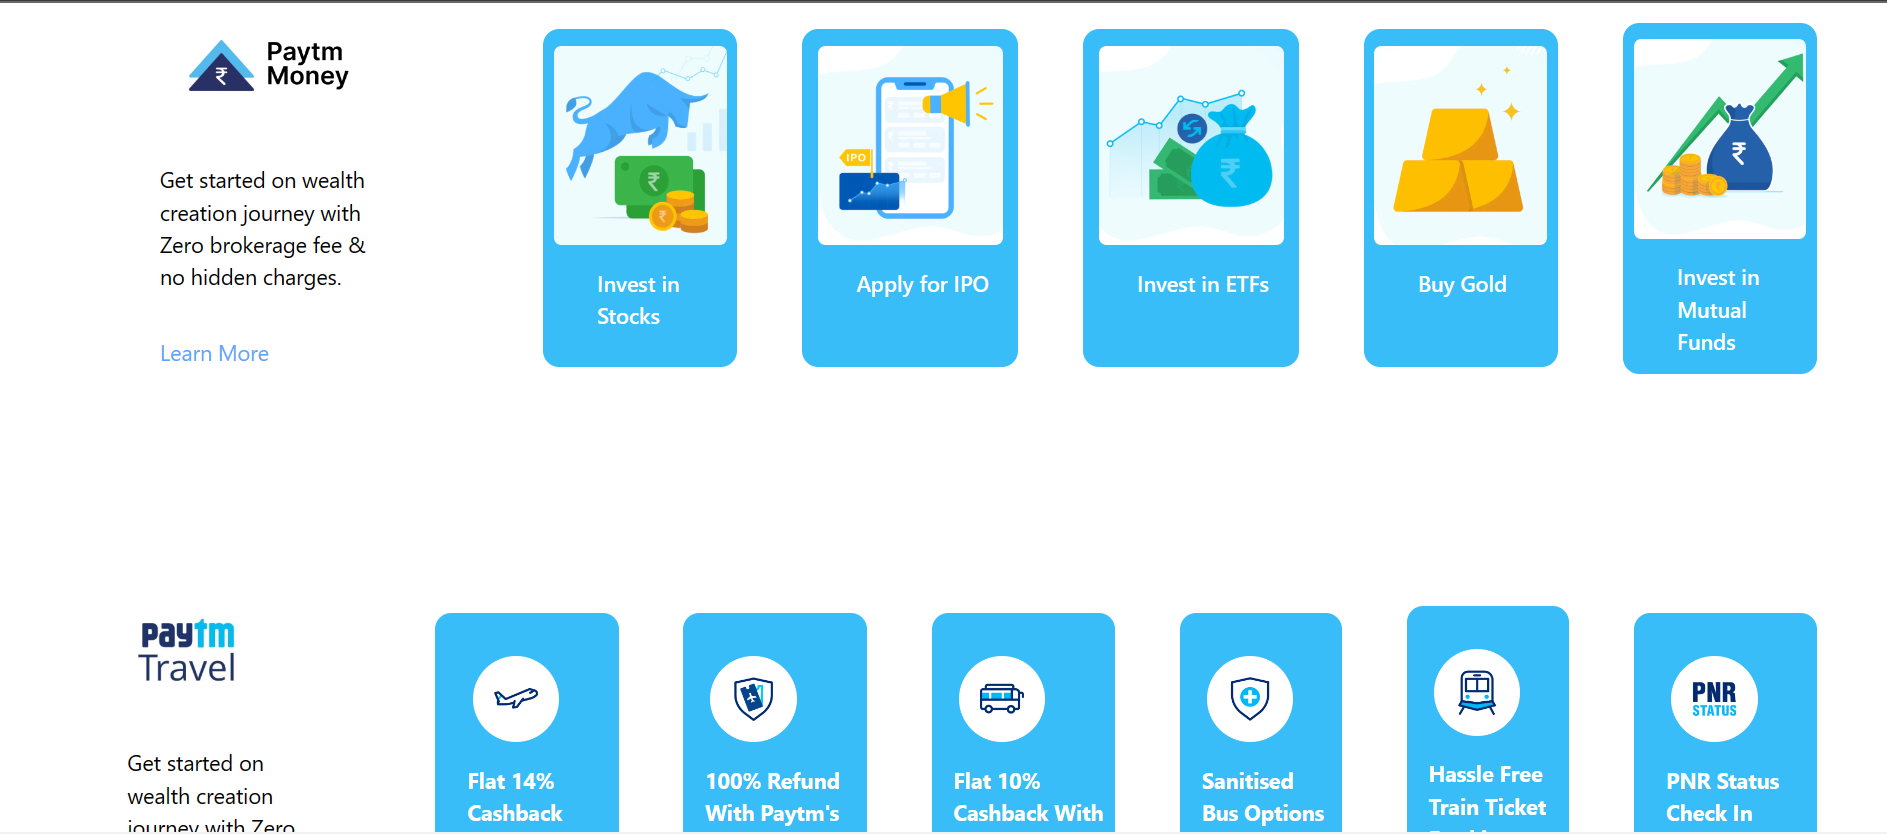 Paytm
Money
Get started on wealth
creation journey with
Zero brokerage fee &
no hidden charges.
Learn More
Invest in
Stocks
IPO
Apply for IPO
Invest in ETFs
Buy Gold
Invest in
Mutual
Funds
paytm
Travel
Get started on
wealth creation
journey with Zero
Flat 14%
Cashback
100% Refund
With Paytm's
Flat 10%
Cashback With
Sanitised
Bus Options
Hassle Free
Train Ticket
PNR
STATUS
PNR Status
Check In